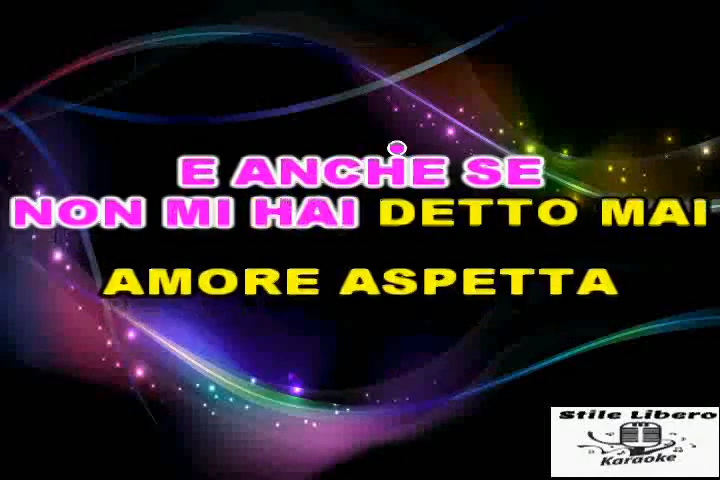 E ANCHE SE
NON MI HAI DETTO MAI
AMORE ASPETTA
Stile Libero
Karaoke